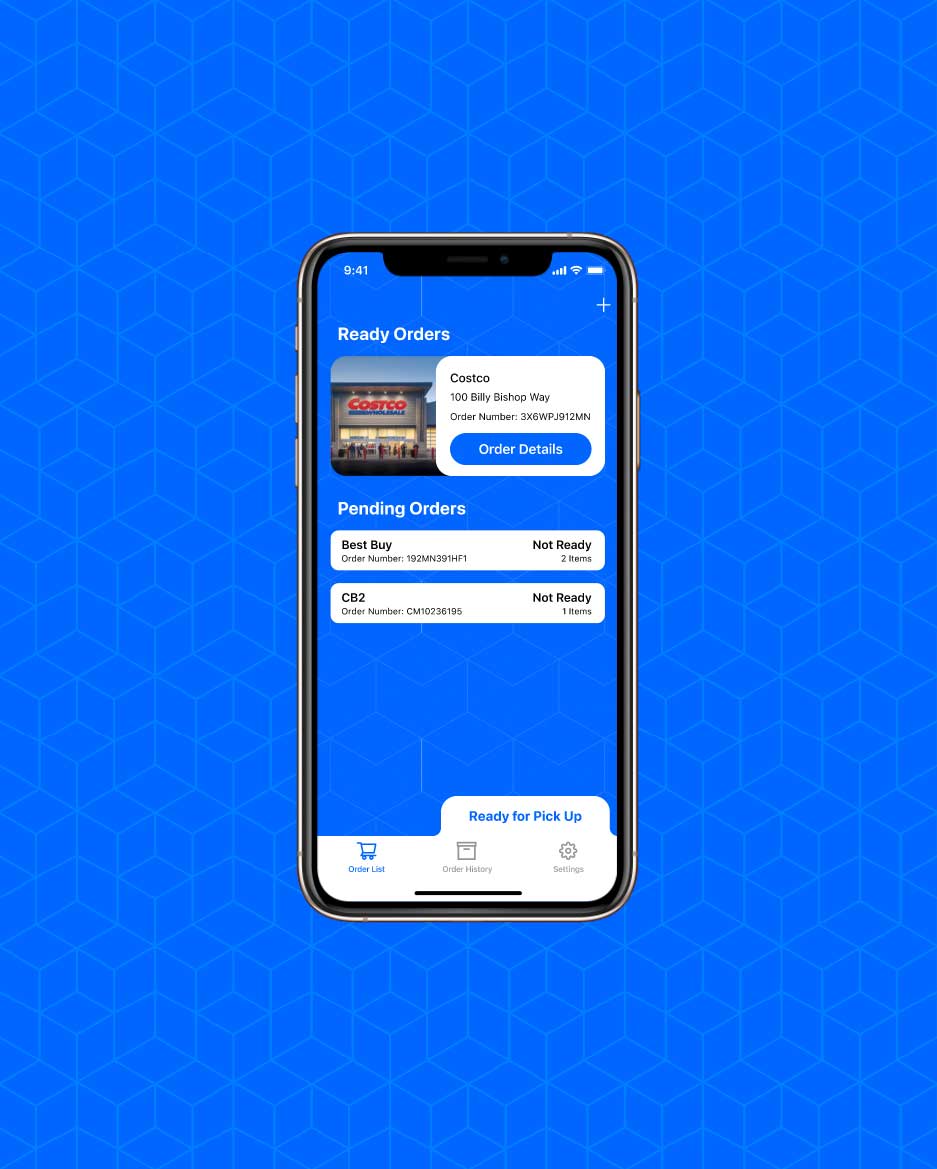 9:41
Ready Orders
COSTCO
WHOLESALE
Costco
100 Billy Bishop Way
Order Number: 3X6WPJ912MN
Order Details
Pending Orders
Best Buy
Not Ready
Order Number: 192MN391HF1
2 Items
CB2
Not Ready
Order Number: CM10236195
1 Items
Ready for Pick Up
Order List
Order History
Settings